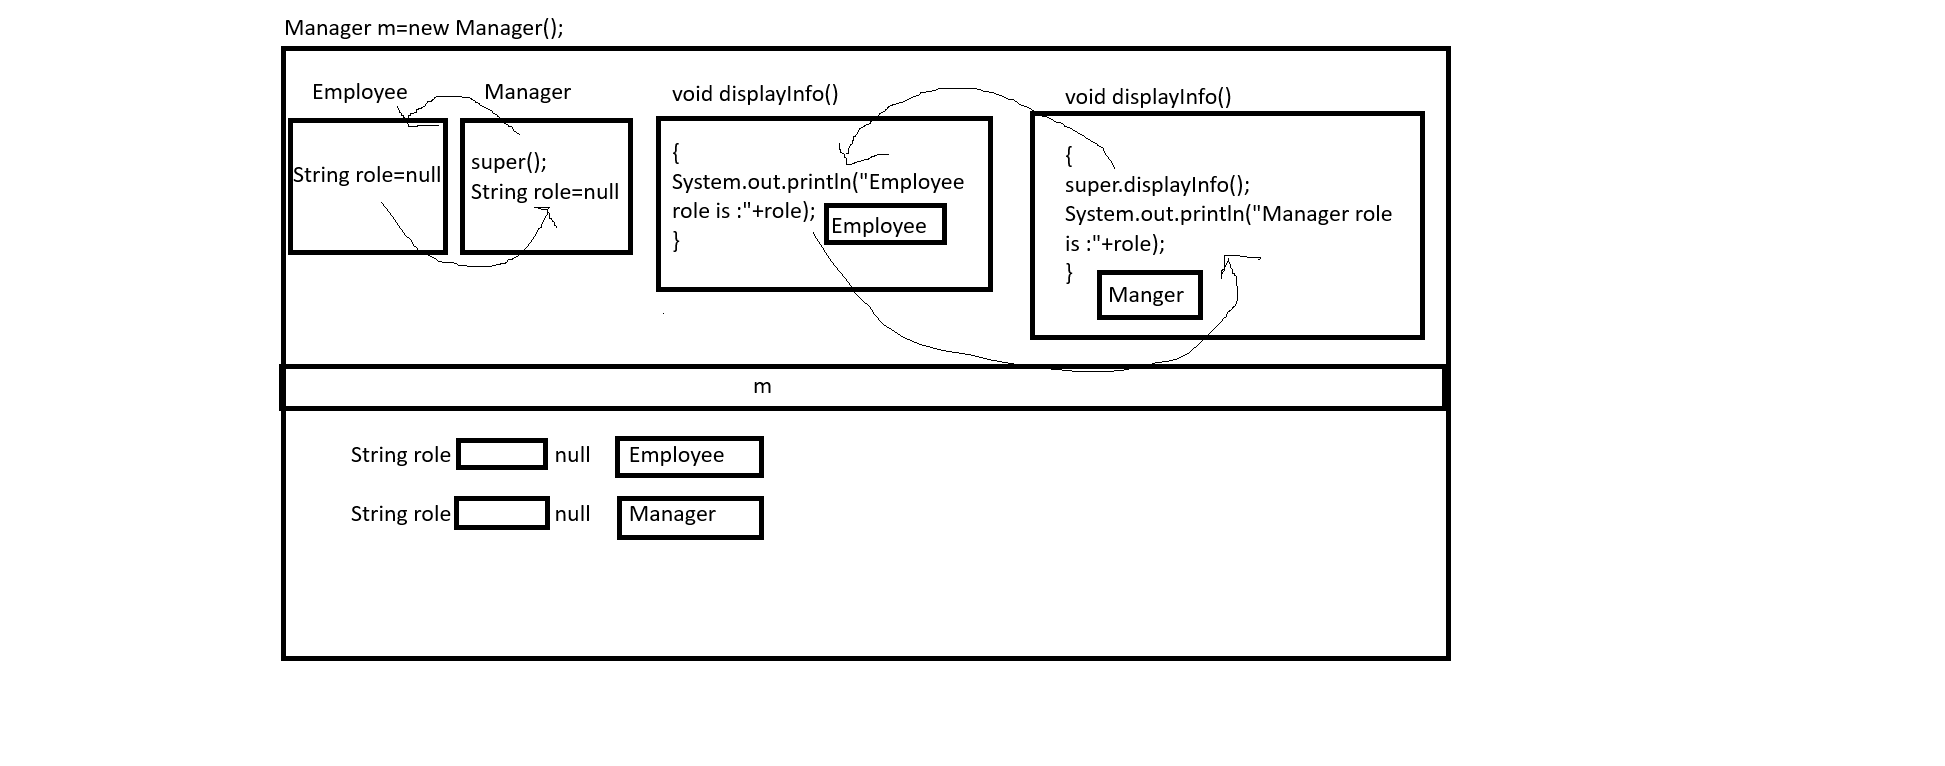 Manager m=new Manager();
Employee
Manager
void displayInfo()
void displayInfo()
String role=null
super();
String role=null
{
System.out.println("Employee
role is :"+role);
Employee
}
{
super.displayInfo();
System.out.println("Manager role
is :"+role);
}
Manger
m
String role null Employee
String role null Manager